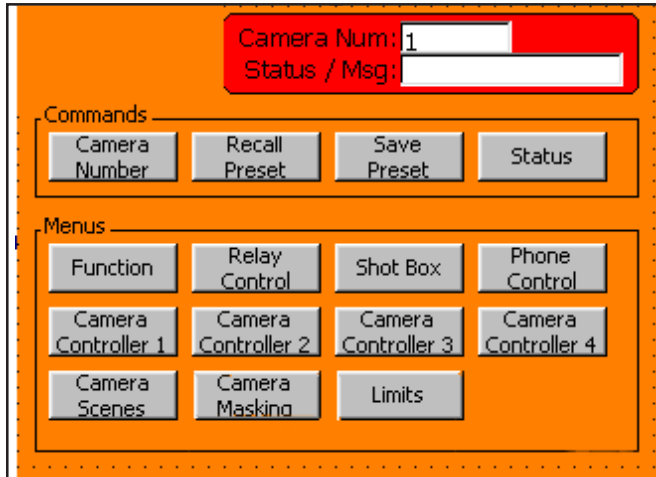 Camera Num: 1
Status / Msg:
Commands
Camera Recall Save
Number Preset Preset Status
Menus
Function Relay Control Shot Box Phone Control
Camera Controller 1 Camera Controller 2 Camera Controller 3 Camera Controller 4
Camera Scenes Camera Masking Limits